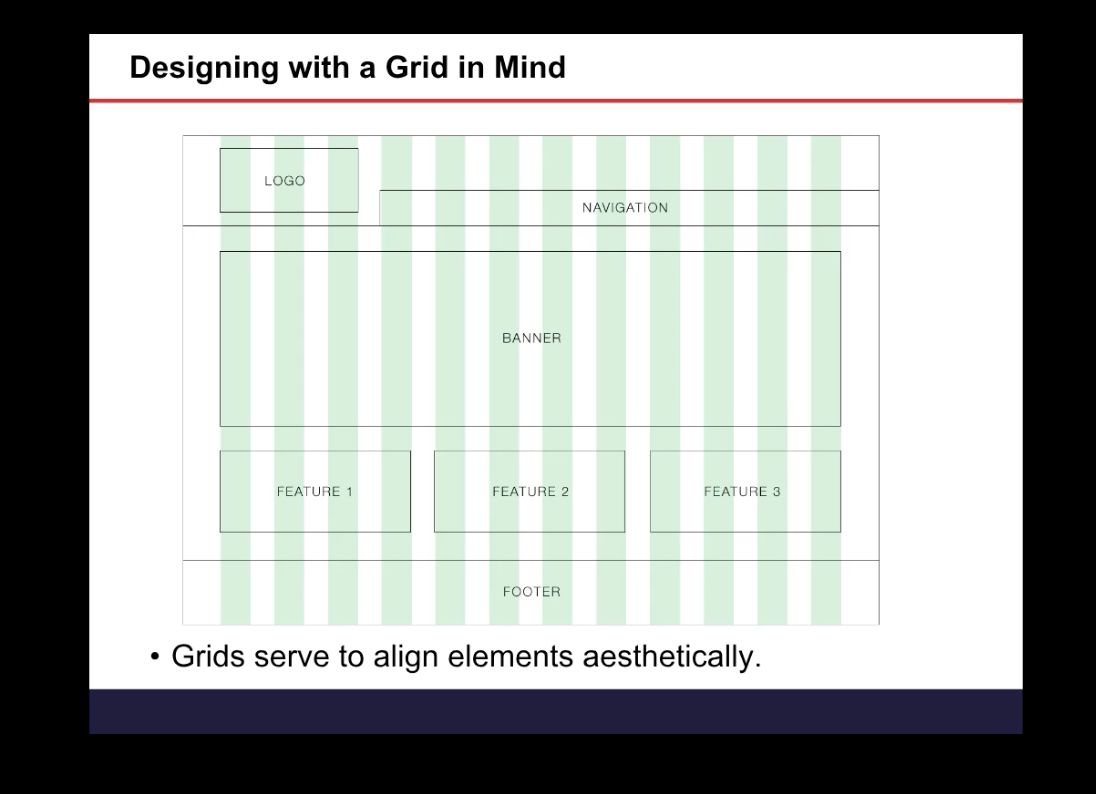 Designing with a Grid in Mind
LOGO
NAVIGATION
BANNER
FEATURE 1
FEATURE 2
FEATURE 3
FOOTER
• Grids serve to align elements aesthetically.